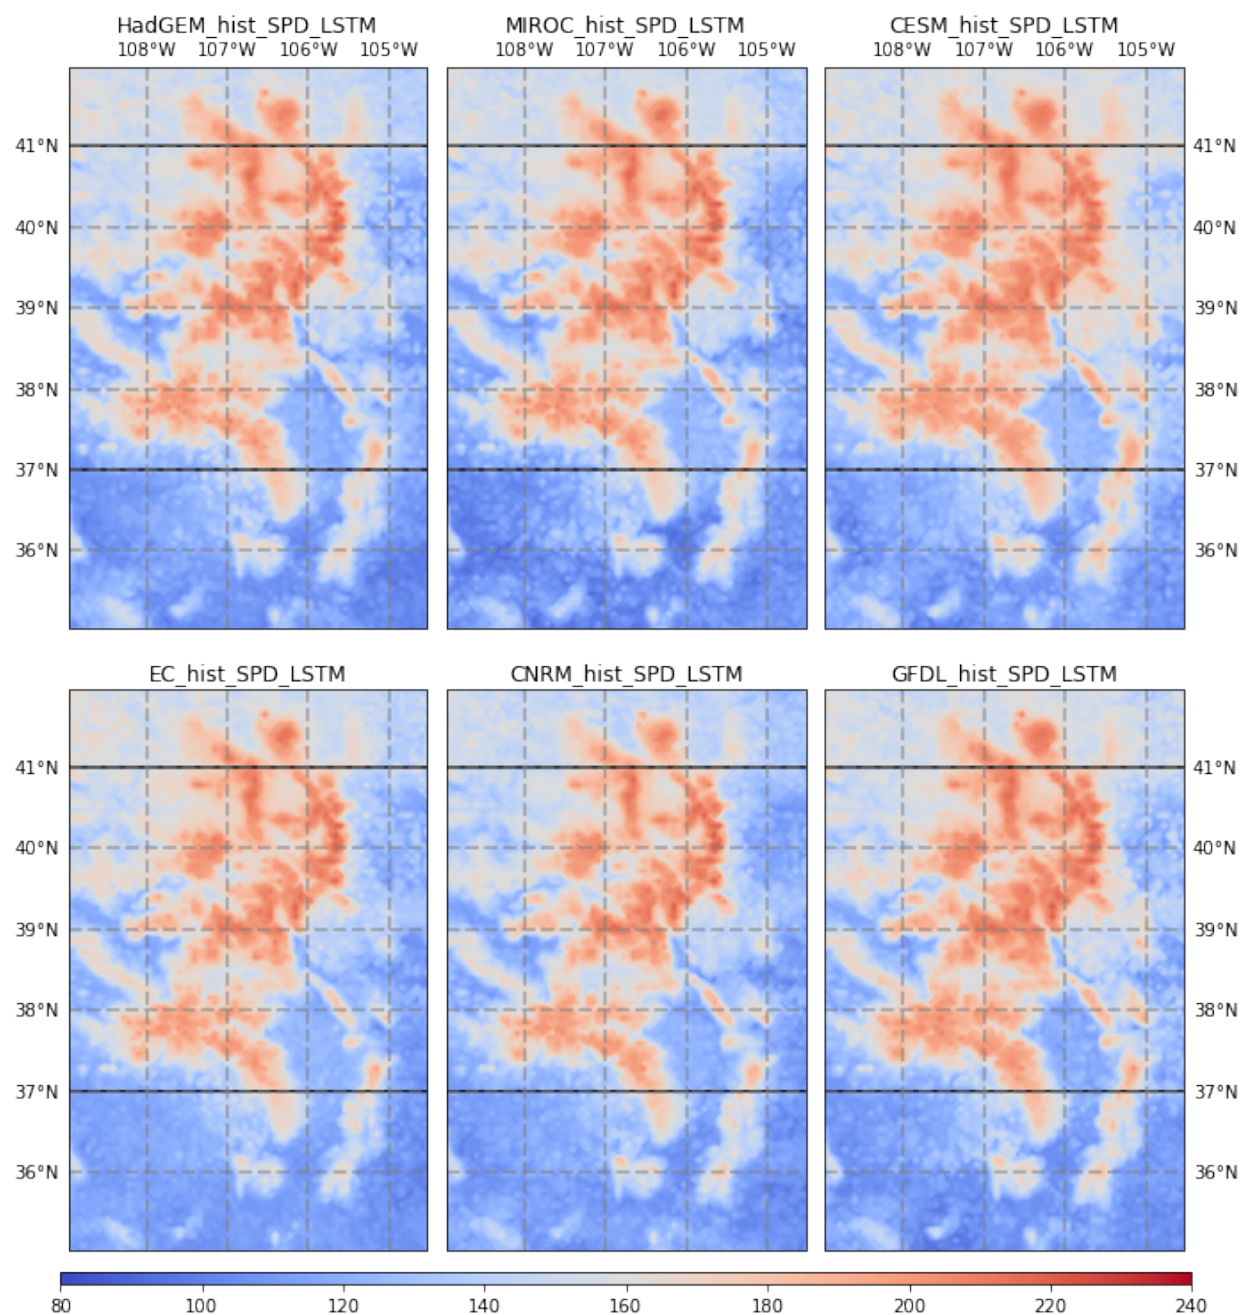 HadGEM_hist_SPD_LSTM MIROC_hist_SPD_LSTM CESM_hist_SPD_LSTM
108°W 107°W 106°W 105°W 108°W 107°W 106°W 105°W 108°W 107°W 106°W 105°W
41°N 41°N
40°N 40°N
39°N 39°N
38°N 38°N
37°N 37°N
36°N 36°N
EC_hist_SPD_LSTM CNRM_hist_SPD_LSTM GFDL_hist_SPD_LSTM
41°N 41°N
40°N 40°N
39°N 39°N
38°N 38°N
37°N 37°N
36°N 36°N
80 100 120 140 160 180 200 220 240